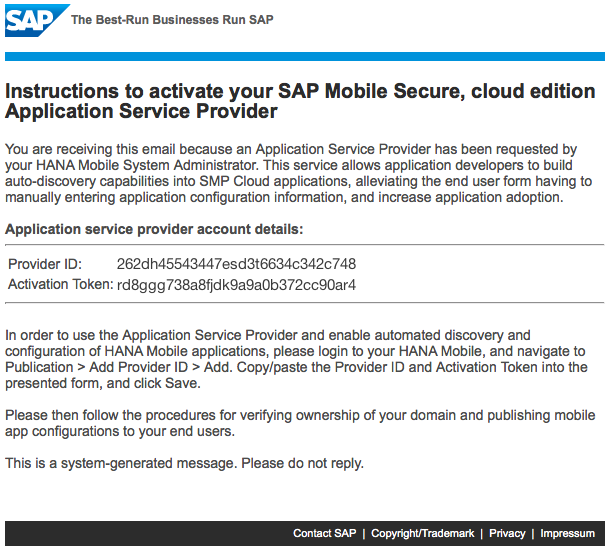 SAP The Best-Run Businesses Run SAP
Instructions to activate your SAP Mobile Secure, cloud edition
Application Service Provider
You are receiving this email because an Application Service Provider has been requested by
your HANA Mobile System Administrator. This service allows application developers to build
auto-discovery capabilities into SMP Cloud applications, alleviating the end user form having to
manually entering application configuration information, and increase application adoption.
Application service provider account details:
Provider ID: 262dh45543447esd3t6634c342c748
Activation Token: rd8ggg738a8fjdk9a9a0b372cc90ar4
In order to use the Application Service Provider and enable automated discovery and
configuration of HANA Mobile applications, please login to your HANA Mobile, and navigate to
Publication > Add Provider ID > Add. Copy/paste the Provider ID and Activation Token into the
presented form, and click Save.
Please then follow the procedures for verifying ownership of your domain and publishing mobile
app configurations to your end users.
This is a system-generated message. Please do not reply.
Contact SAP | Copyright/Trademark | Privacy | Impressum